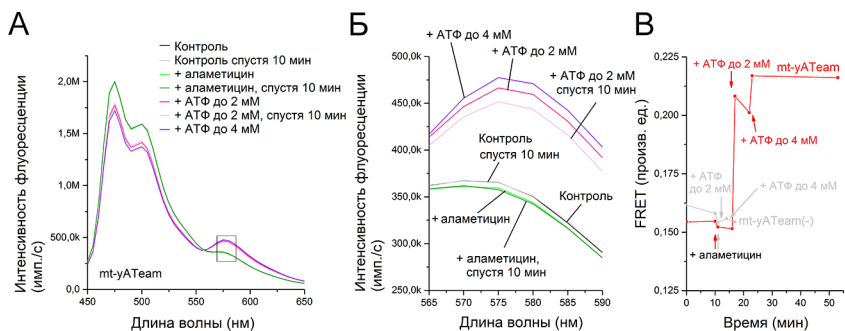 А
Интенсивность флуоресценции
(имп./с)
2,0M
1,5M
1,0M
500,0k
0,0
450
500
550
600
650
Длина волны (нм)
mt-yATeam
Контроль
Контроль спустя 10 мин
+ аламетицин
+ аламетицин, спустя 10 мин
+ АТФ до 2 мМ
+ АТФ до 2 мМ, спустя 10 мин
+ АТФ до 4 мМ
Б
Интенсивность флуоресценции
(имп./с)
500,0k
450,0k
400,0k
350,0k
300,0k
250,0k
565
570
575
580
585
590
Длина волны (нм)
+ АТФ до 4 мМ
+ АТФ до 2 мМ
+ АТФ до 2 мМ
спустя 10 мин
Контроль
спустя 10 мин
Контроль
+ аламетицин
+ аламетицин,
спустя 10 мин
В
FRET (произв. ед.)
0,225
0,200
0,175
0,150
0,125
0
10
20
30
40
50
Время (мин)
+ АТФ до 2 мМ
mt-yATeam
+ АТФ до 4 мМ
+ АТФ
до 2 мМ
+ АТФ до 4 мМ
mt-yATeam(-)
+ аламетицин